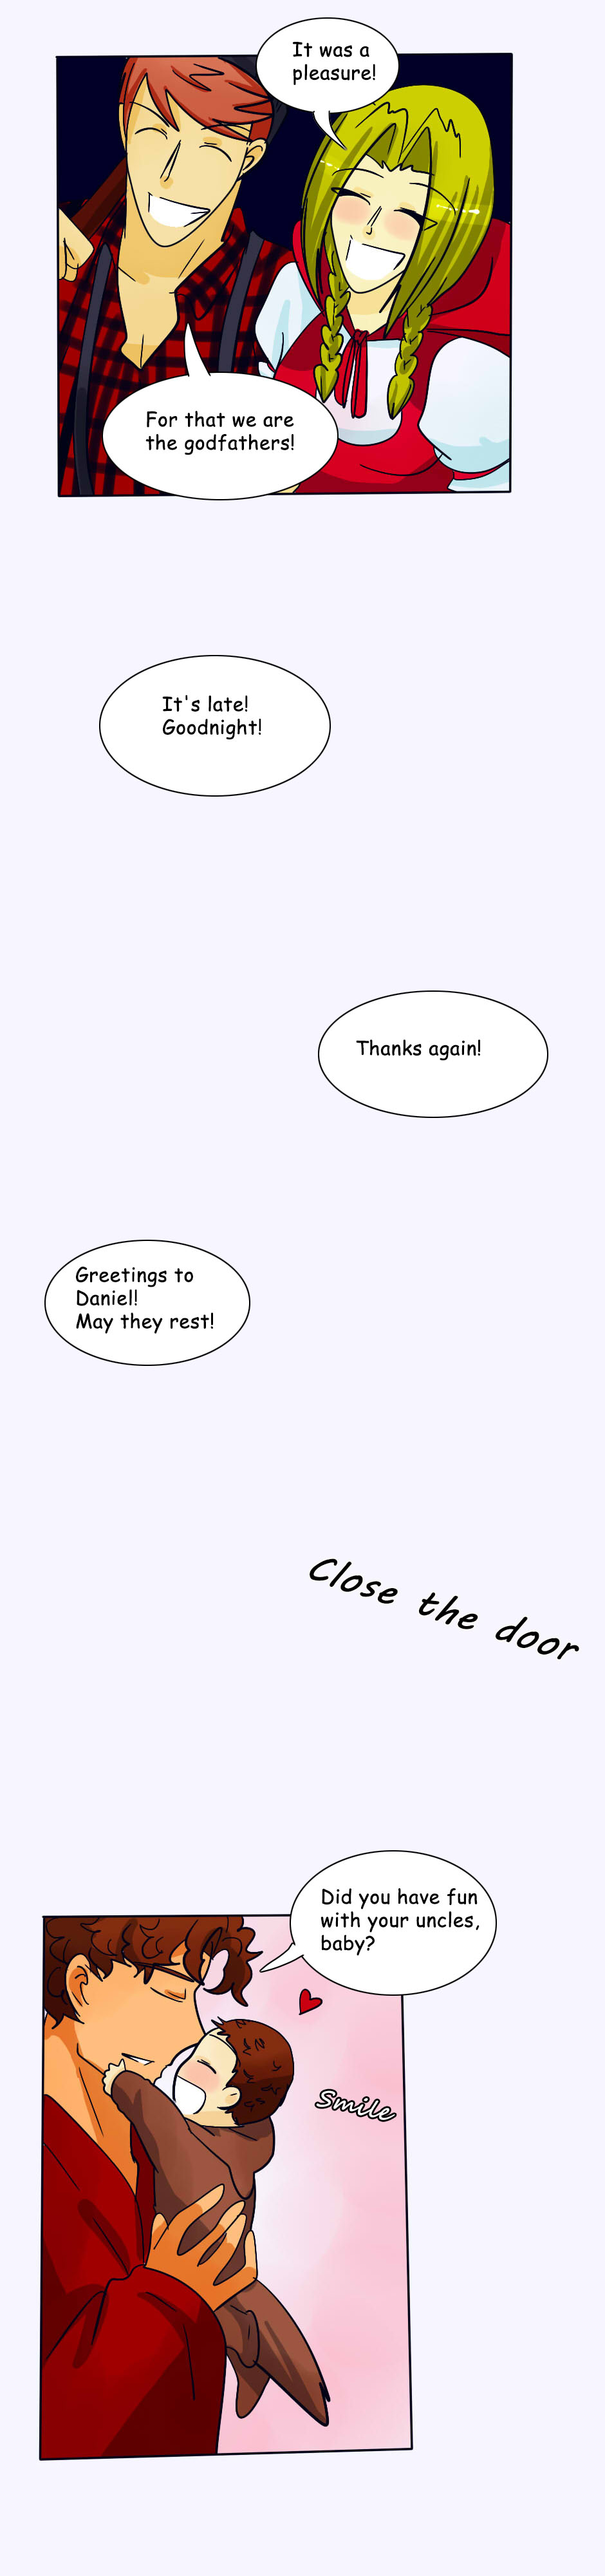 It was a
pleasure!
For that we are
the godfathers!
It's late!
Goodnight!
Thanks again!
Greetings to
Daniel!
May they rest!
Close the door
Did you have fun
with your uncles,
baby?
Smile